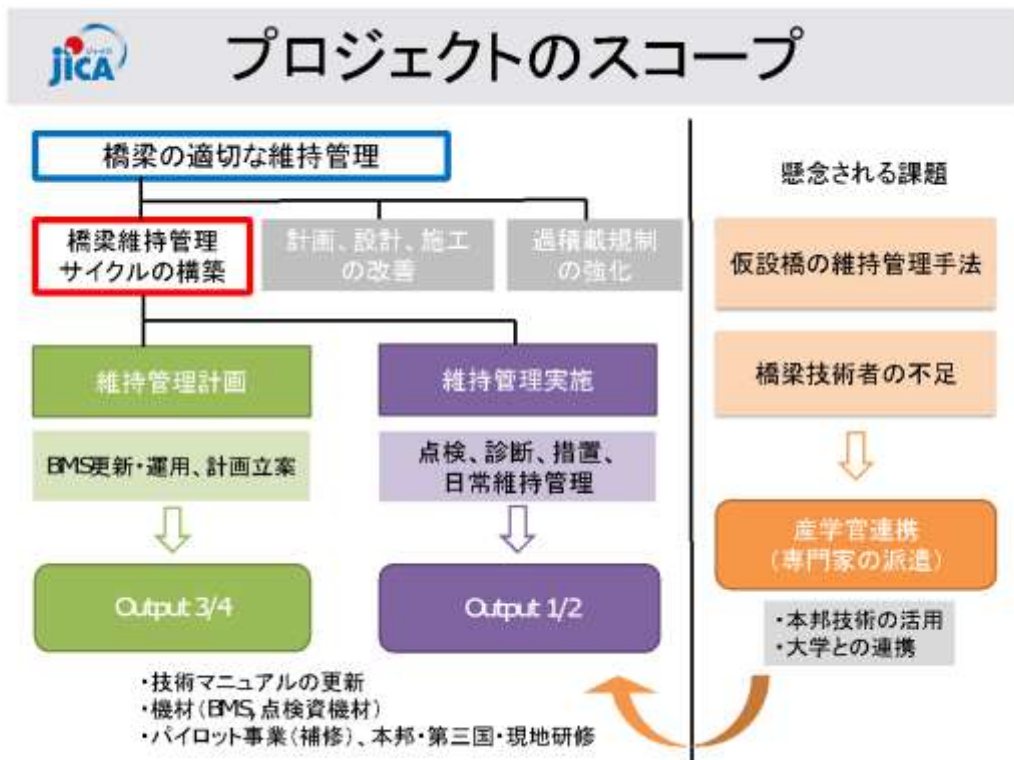 ジャイカ
jICA
プロジェクトのスコープ
橋梁の適切な維持管理
橋梁維持管理
サイクルの構築
計画、設計、施工
の改善
過積載規制
の強化
維持管理計画
維持管理実施
BMS更新・運用、計画立案
点検、診断、措置、
日常維持管理
Output 3/4
Output 1/2
・技術マニュアルの更新
・機材(BMS,点検資機材)
・パイロット事業(補修)、本邦・第三国・現地研修
懸念される課題
仮設橋の維持管理手法
橋梁技術者の不足
産学官連携
(専門家の派遣)
・本邦技術の活用
・大学との連携